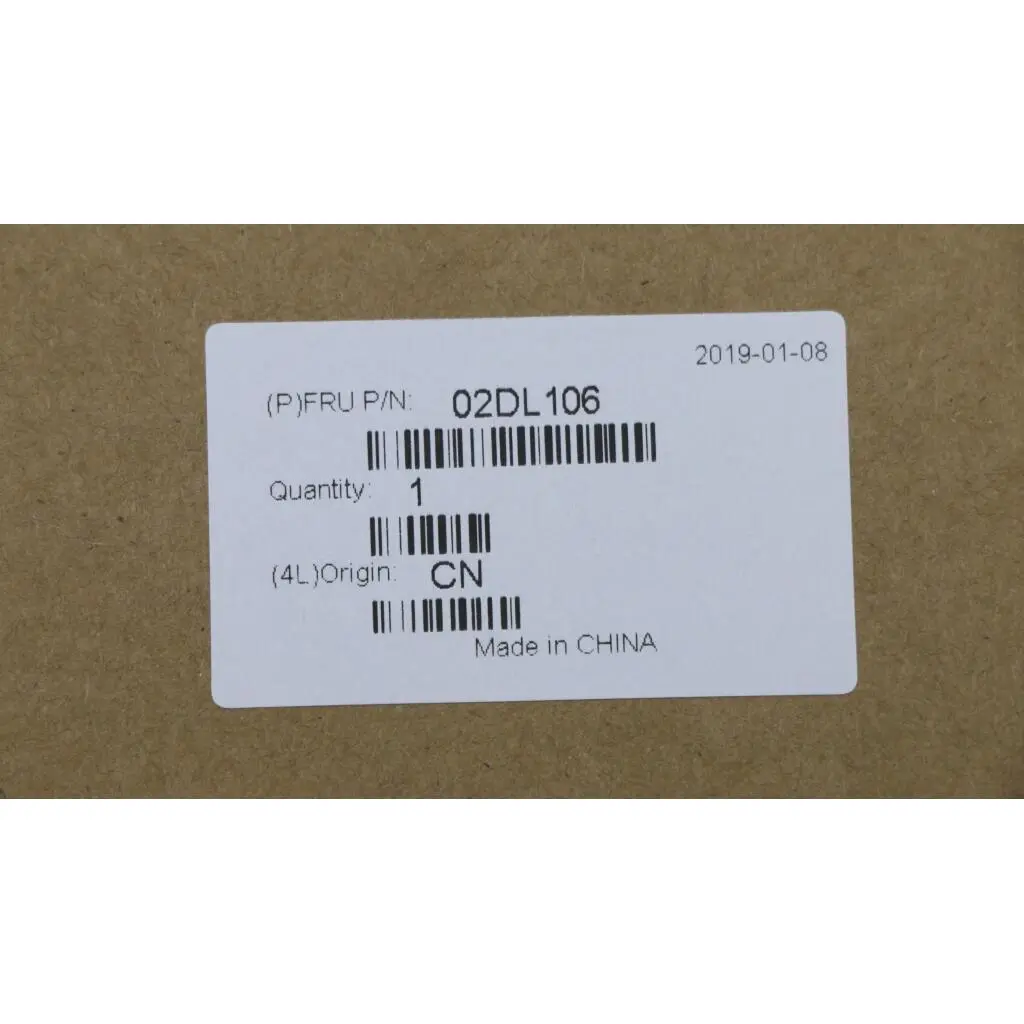 2019-01-08
(P)FRU P/N: 02DL106
Quantity: 1
(4L)Origin: CN
Made in CHINA